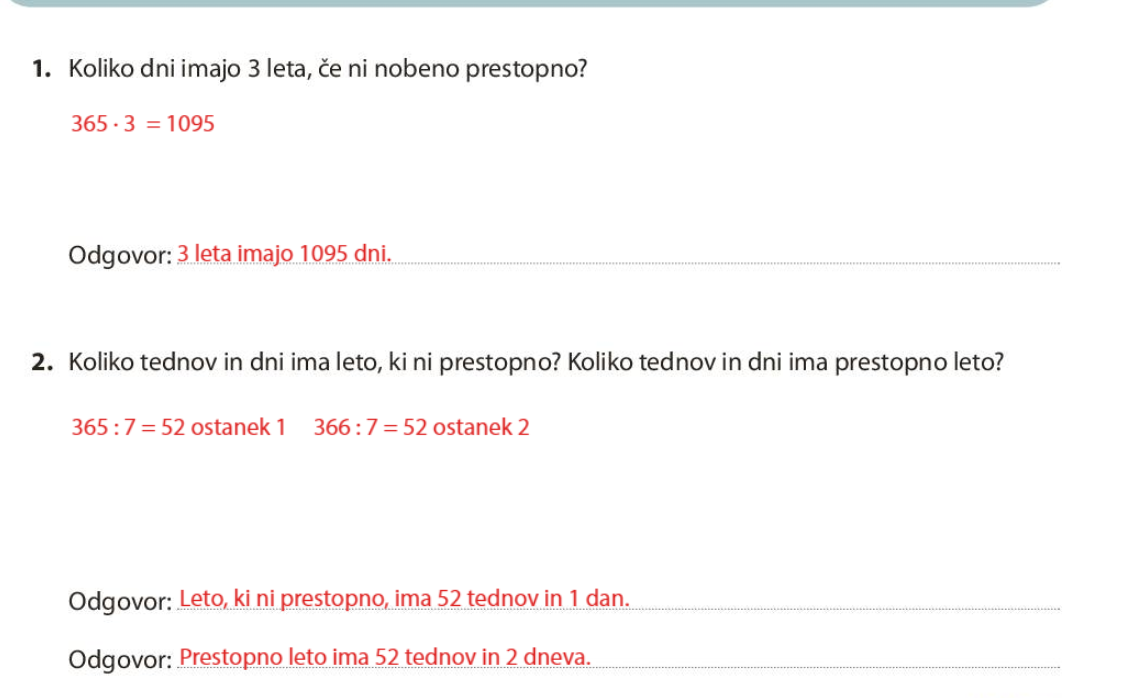 1. Koliko dni imajo 3 leta, če ni nobeno prestopno?
365 · 3 = 1095
Odgovor: 3 leta imajo 1095 dni.
2. Koliko tednov in dni ima leto, ki ni prestopno? Koliko tednov in dni ima prestopno leto?
365 : 7 = 52 ostanek 1 366 : 7 = 52 ostanek 2
Odgovor: Leto, ki ni prestopno, ima 52 tednov in 1 dan.
Odgovor: Prestopno leto ima 52 tednov in 2 dneva.